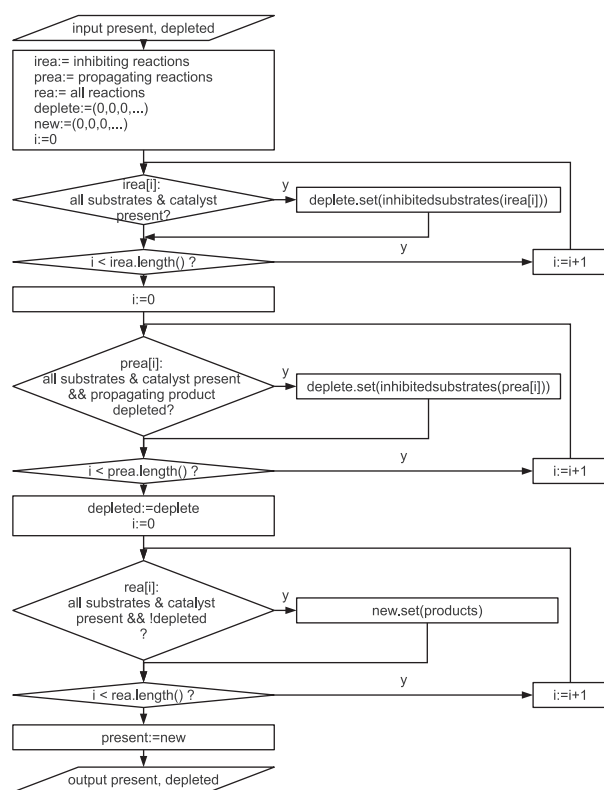 input present, depleted
irea:= inhibiting reactions
prea:= propagating reactions
rea:= all reactions
deplete:=(0,0,0,...)
new:=(0,0,0,...)
i:=0
irea[i]:
all substrates & catalyst
present?
y
deplete.set(inhibitedsubstrates(irea[i]))
i < irea.length() ?
y
i:=i+1
i:=0
prea[i]:
all substrates & catalyst present
&& propagating product
depleted?
y
deplete.set(inhibitedsubstrates(prea[i]))
i < prea.length() ?
y
i:=i+1
depleted:=deplete
i:=0
rea[i]:
all substrates & catalyst
present && !depleted
?
y
new.set(products)
i < rea.length() ?
y
i:=i+1
present:=new
output present, depleted